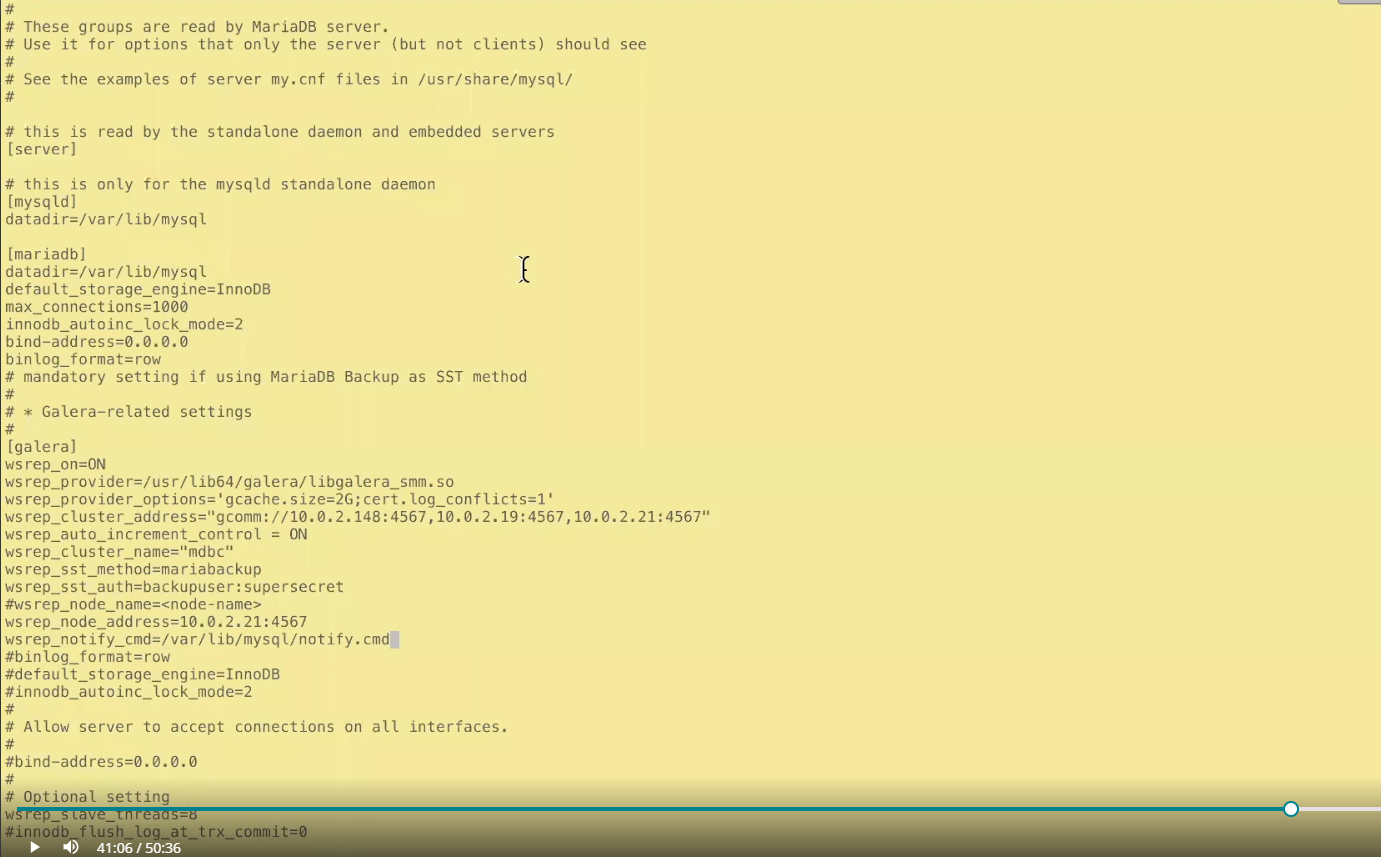 #
# These groups are read by MariaDB server.
# Use it for options that only the server (but not clients) should see
#
# See the examples of server my.cnf files in /usr/share/mysql/
#
# this is read by the standalone daemon and embedded servers
[server]
# this is only for the mysqld standalone daemon
[mysqld]
datadir=/var/lib/mysql
[mariadb]
datadir=/var/lib/mysql
default_storage_engine=InnoDB
max_connections=1000
innodb_autoinc_lock_mode=2
bind-address=0.0.0.0
binlog_format=row
# mandatory setting if using MariaDB Backup as SST method
#
# * Galera-related settings
#
[galera]
wsrep_on=ON
wsrep_provider=/usr/lib64/galera/libgalera_smm.so
wsrep_provider_options='gcache.size=2G;cert.log_conflicts=1'
wsrep_cluster_address="gcomm://10.0.2.148:4567,10.0.2.19:4567,10.0.2.21:4567"
wsrep_auto_increment_control = ON
wsrep_cluster_name="mdbc"
wsrep_sst_method=mariabackup
wsrep_sst_auth=backupuser:supersecret
#wsrep_node_name=<node-name>
wsrep_node_address=10.0.2.21:4567
wsrep_notify_cmd=/var/lib/mysql/notify.cmd
#binlog_format=row
#default_storage_engine=InnoDB
#innodb_autoinc_lock_mode=2
#
# Allow server to accept connections on all interfaces.
#
#bind-address=0.0.0.0
#
# Optional setting
wsrep_slave_threads=8
#innodb_flush_log_at_trx_commit=0
41:06 / 50:36